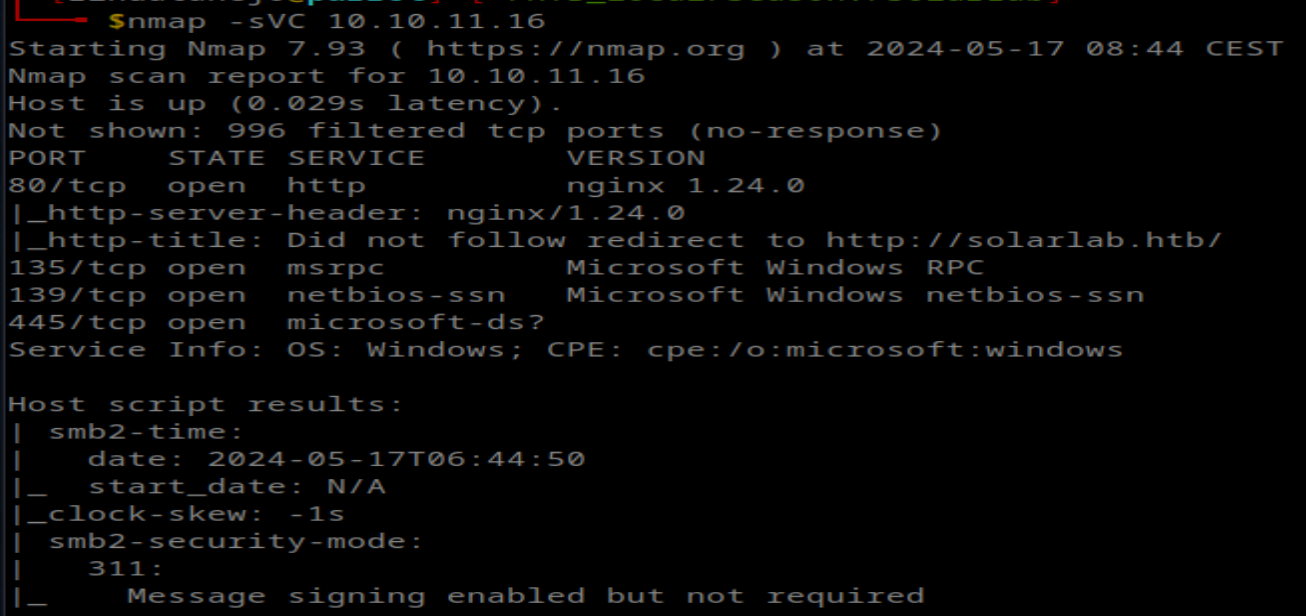 $nmap -sVC 10.10.11.16
Starting Nmap 7.93 ( https://nmap.org ) at 2024-05-17 08:44 CEST
Nmap scan report for 10.10.11.16
Host is up (0.029s latency).
Not shown: 996 filtered tcp ports (no-response)
PORT    STATE SERVICE       VERSION
80/tcp  open  http          nginx 1.24.0
|_http-server-header: nginx/1.24.0
|_http-title: Did not follow redirect to http://solarlab.htb/
135/tcp open  msrpc         Microsoft Windows RPC
139/tcp open  netbios-ssn   Microsoft Windows netbios-ssn
445/tcp open  microsoft-ds?
Service Info: OS: Windows; CPE: cpe:/o:microsoft:windows
Host script results:
| smb2-time:
|   date: 2024-05-17T06:44:50
|_  start_date: N/A
|_clock-skew: -1s
| smb2-security-mode:
|   311:
|_    Message signing enabled but not required